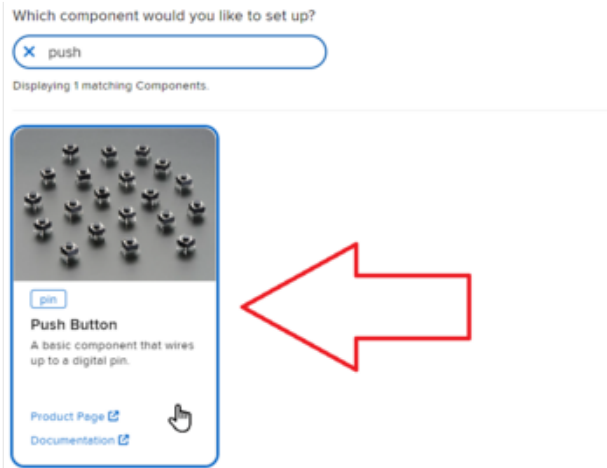 Which component would you like to set up?
push
Displaying 1 matching Components.
pin
Push Button
A basic component that wires
up to a digital pin.
Product Page
Documentation